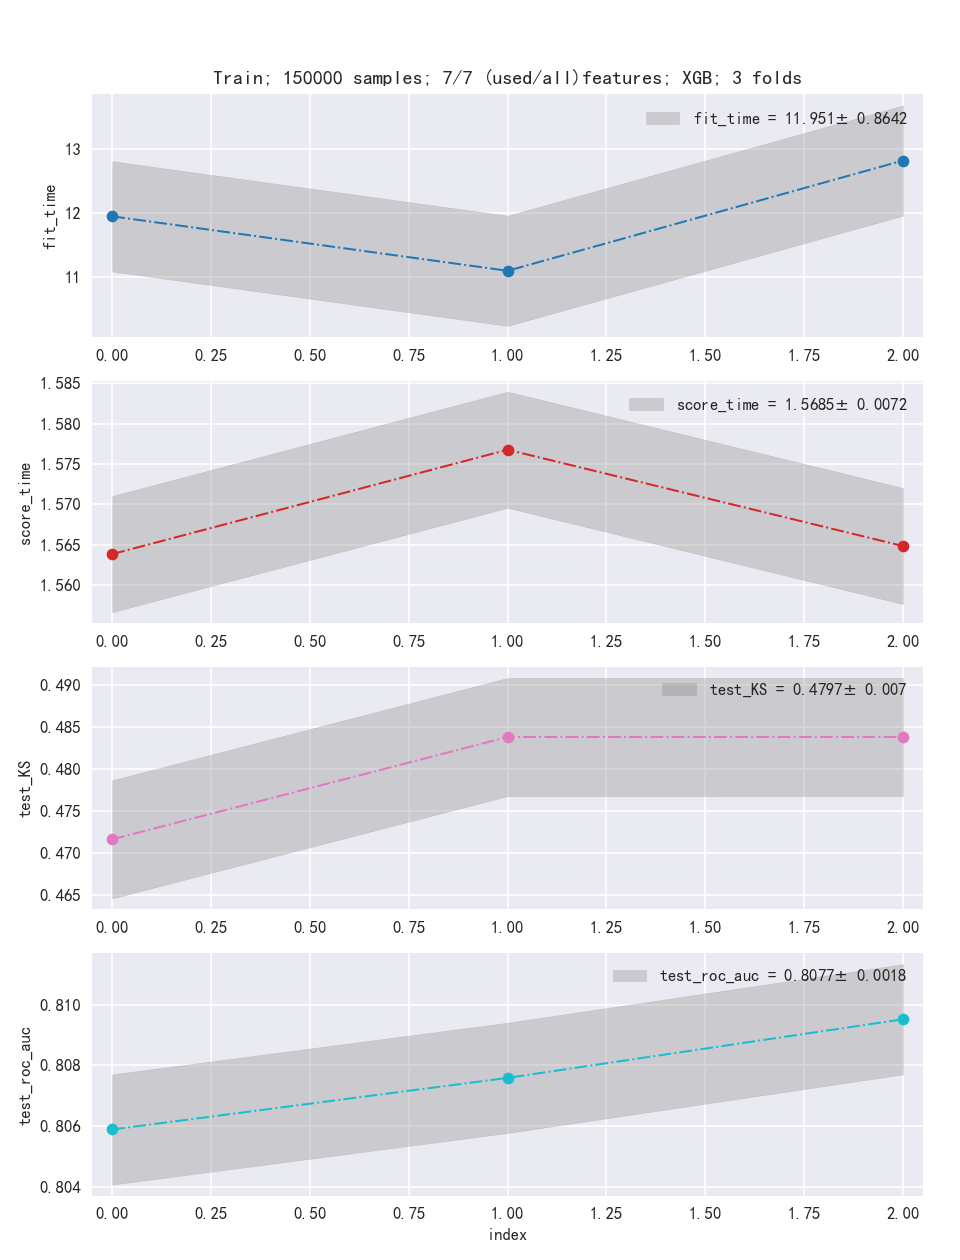 Train; 150000 samples; 7/7 (used/all)features; XGB; 3 folds
fit_time = 11.951± 0.8642
13
12
11
fit_time
0.00 0.25 0.50 0.75 1.00 1.25 1.50 1.75 2.00
score_time = 1.5685± 0.0072
1.585
1.580
1.575
1.570
1.565
1.560
score_time
0.00 0.25 0.50 0.75 1.00 1.25 1.50 1.75 2.00
test_KS = 0.4797± 0.007
0.490
0.485
0.480
0.475
0.470
0.465
test_KS
0.00 0.25 0.50 0.75 1.00 1.25 1.50 1.75 2.00
test_roc_auc = 0.8077± 0.0018
0.810
0.808
0.806
0.804
test_roc_auc
0.00 0.25 0.50 0.75 1.00 1.25 1.50 1.75 2.00
index